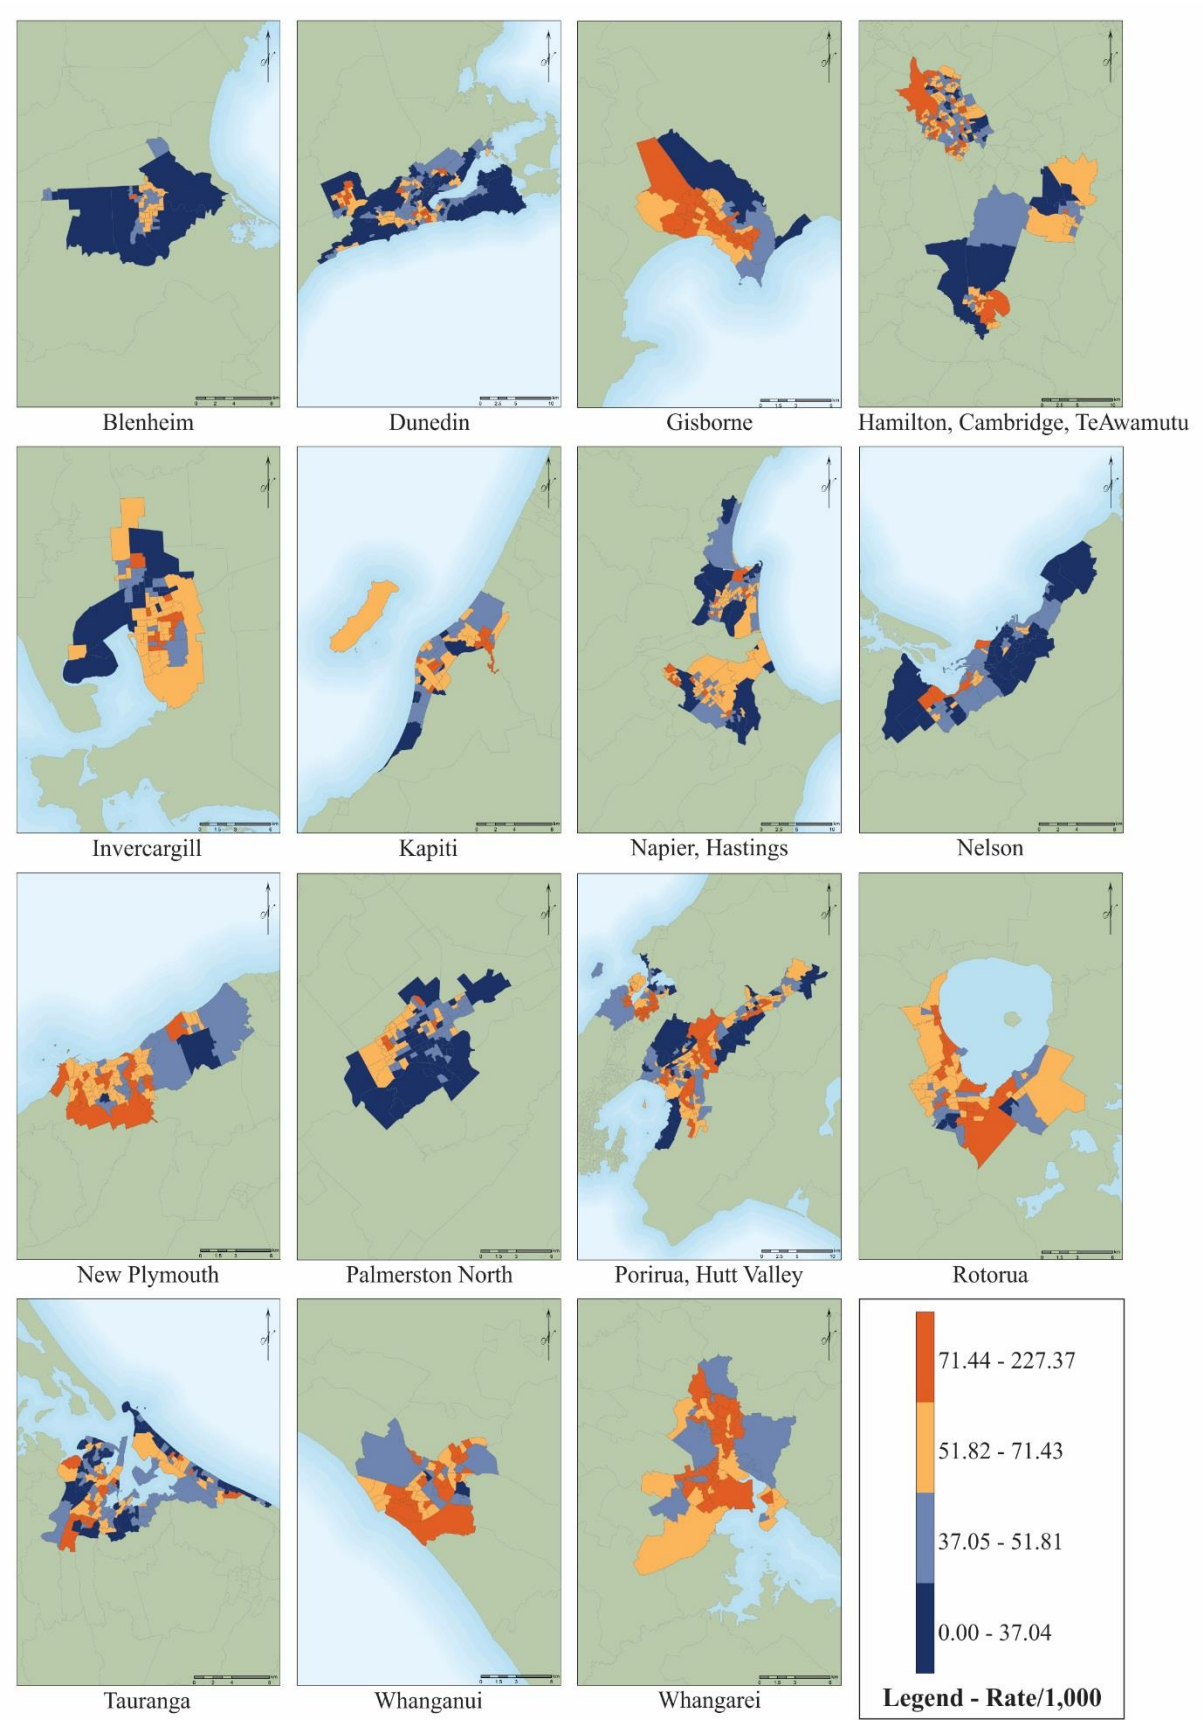 Blenheim
Dunedin
Gisborne
Hamilton, Cambridge, TeAwamutu
Invercargill
Kapiti
Napier, Hastings
Nelson
New Plymouth
Palmerston North
Porirua, Hutt Valley
Rotorua
Tauranga
Whanganui
Whangarei
71.44 - 227.37
51.82 - 71.43
37.05 - 51.81
0.00 - 37.04
Legend - Rate/1,000